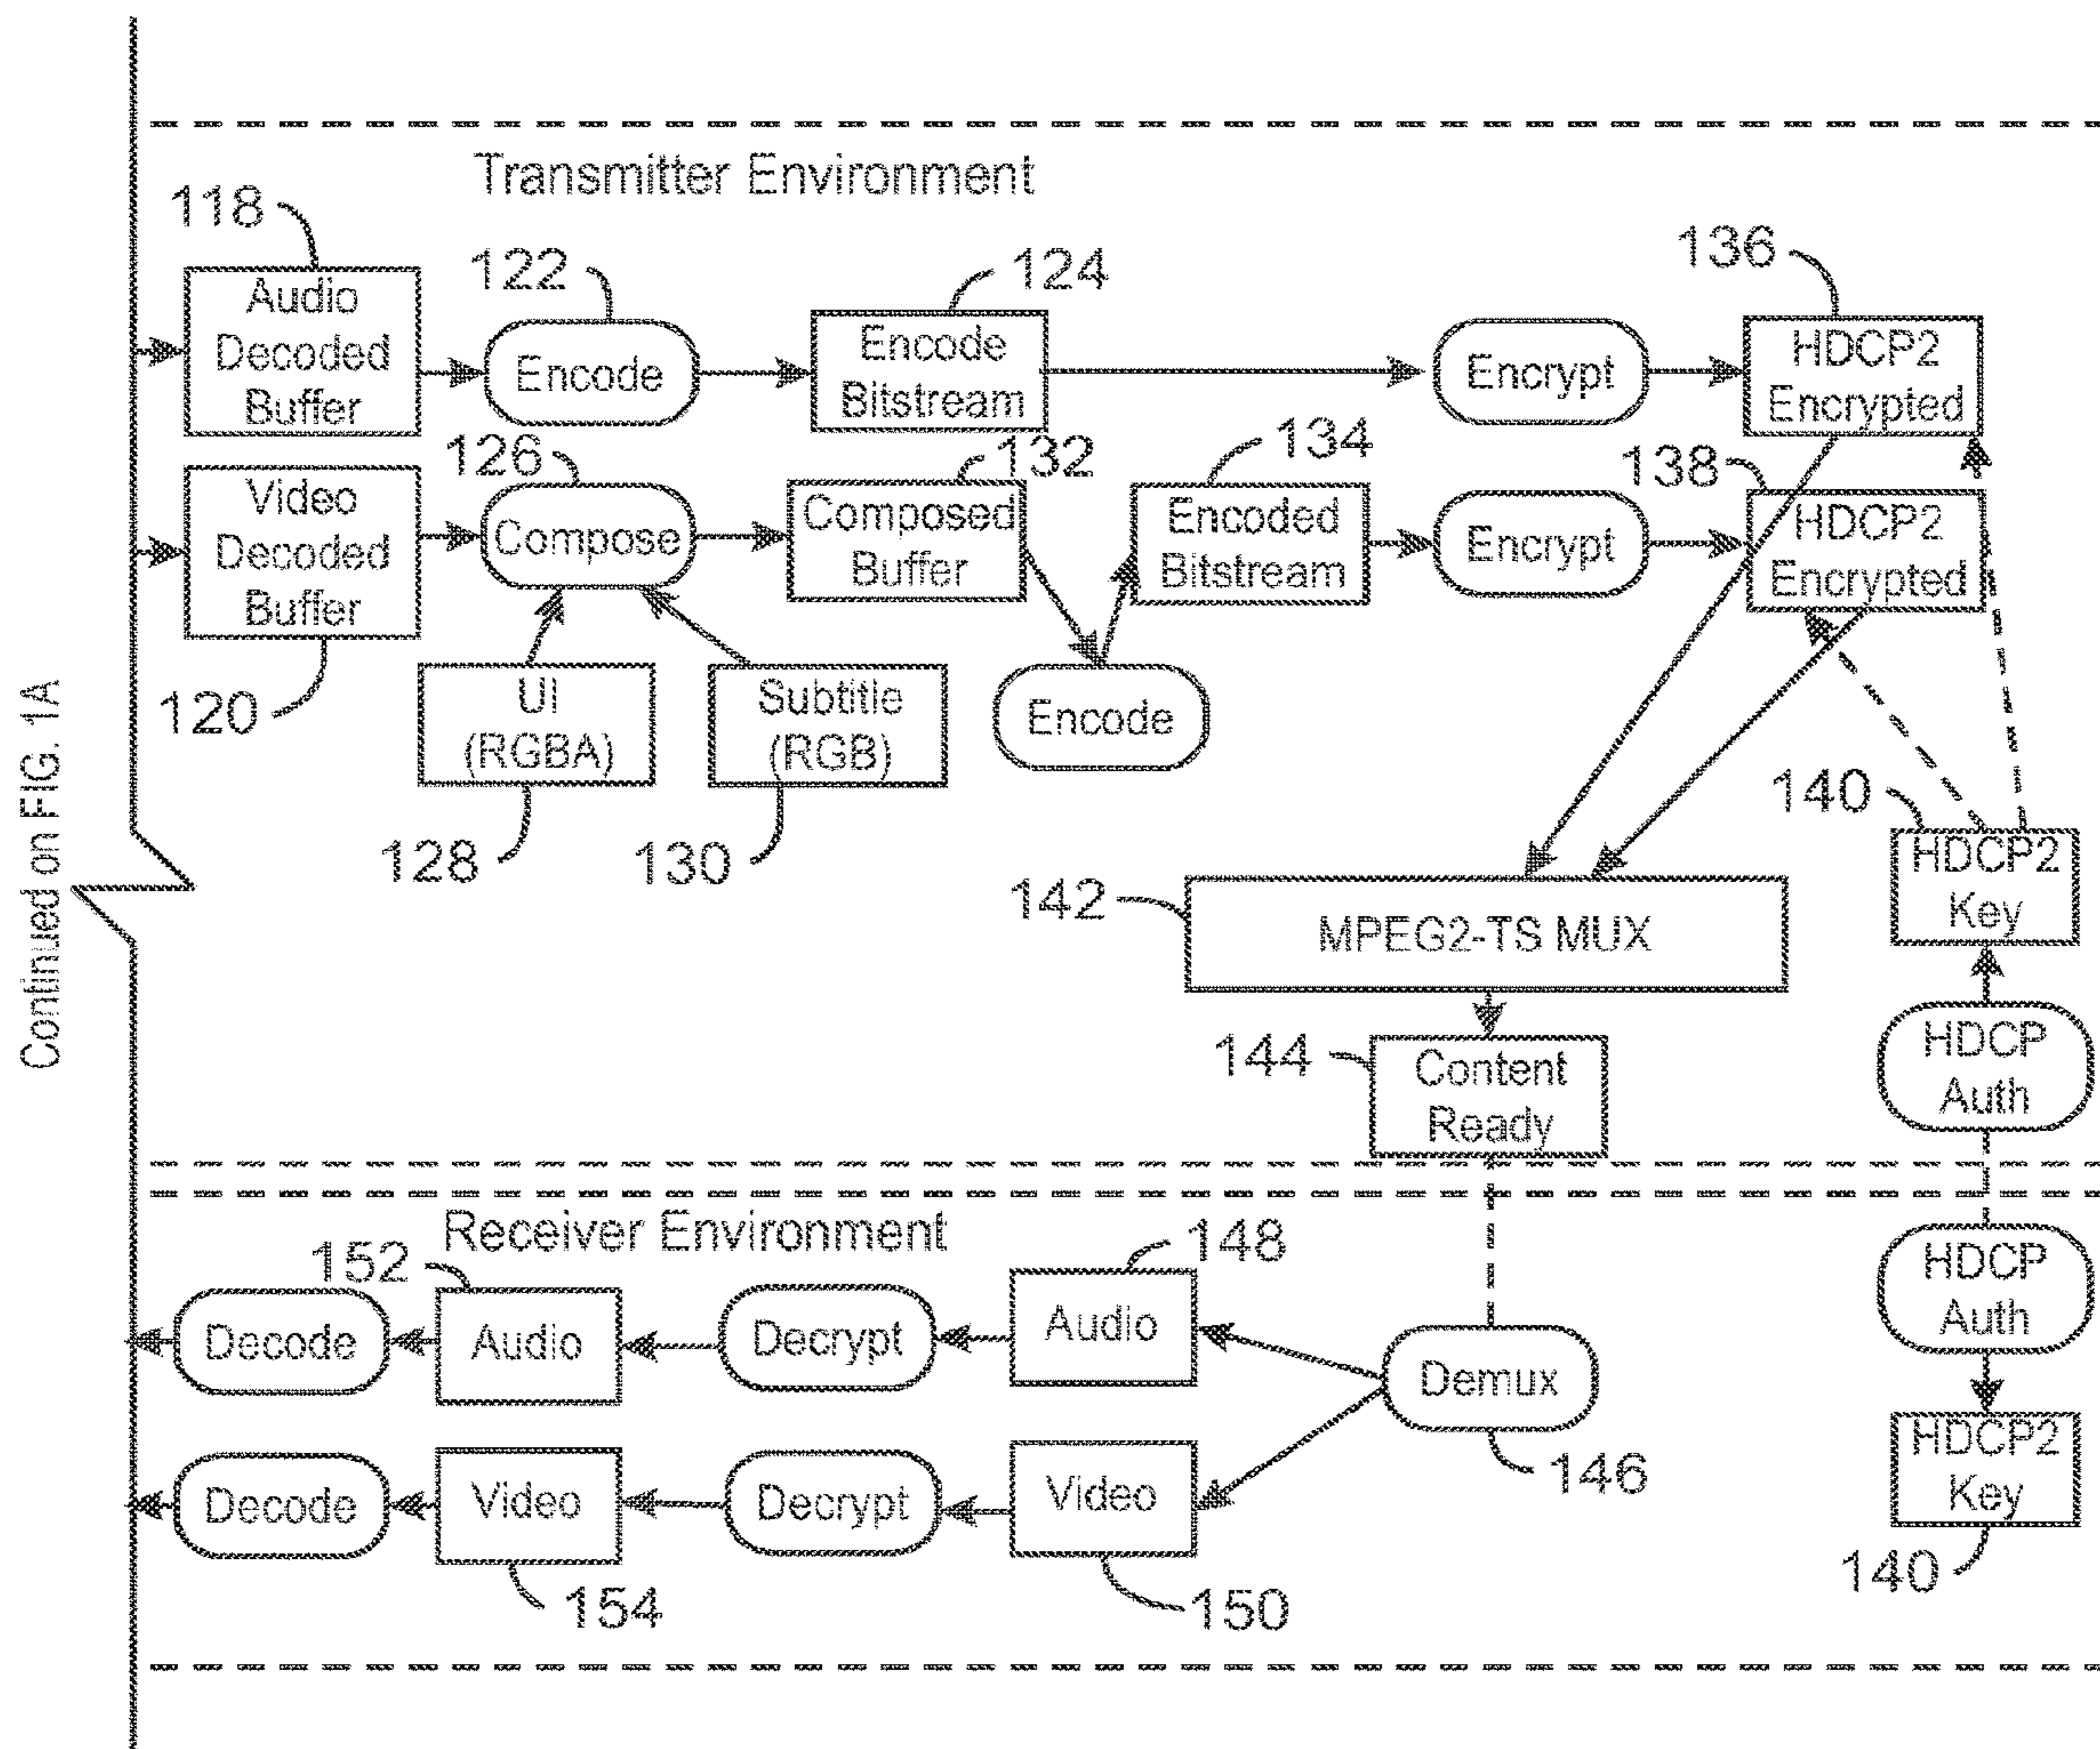 Continued on FIG. 1A
Transmitter Environment
118
Audio
Decoded
Buffer
122
Encode
124
Encode
Bitstream
Encrypt
136
HDCP2
Encrypted
120
Video
Decoded
Buffer
126
Compose
132
Composed
Buffer
134
Encoded
Bitstream
Encrypt
138
HDCP2
Encrypted
UI
(RGBA)
128
Subtitle
(RGB)
130
Encode
140
HDCP2
Key
142
MPEG2-TS MUX
HDCP
Auth
144
Content
Ready
Receiver Environment
152
Decode
Audio
Decrypt
148
Audio
Demux
146
HDCP
Auth
Decode
Video
154
Decrypt
Video
150
HDCP2
Key
140